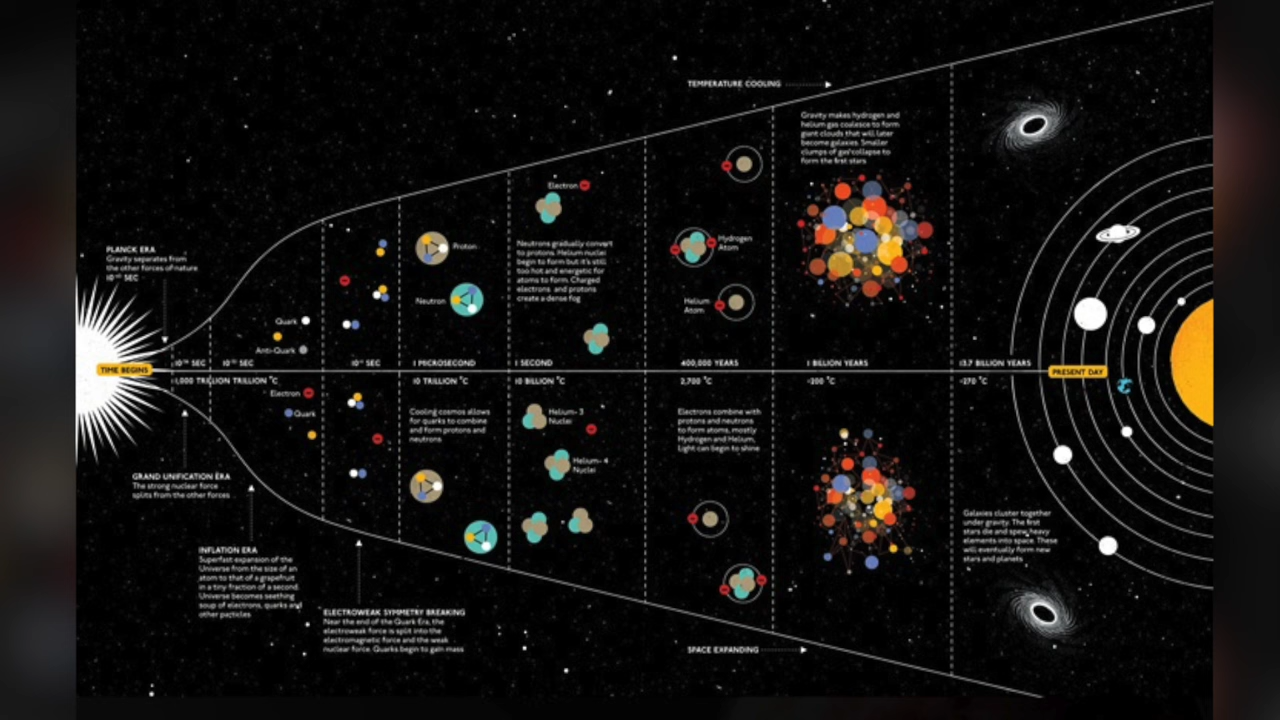 TEMPERATURE COOLING
Gravity makes hydrogen and
helium gas coalesce to form
giant clouds that will later
become galaxies. Smaller
clumps of gas collapse to
form the first stars
Electron
Proton
Neutron
Neutrons gradually convert
to protons. Helium nuclei
begin to form but it's still
too hot and energetic for
atoms to form. Charged
electrons and protons
create a dense fog
Hydrogen
Atom
Helium
Atom
PLANCK ERA
Gravity separates from
the other forces of nature
SEC
Quark
Anti-Quark
TIME BEGINS
SEC
SEC
SEC
1 MICROSECOND
1 SECOND
400,000 YEARS
1 BILLION YEARS
13.7 BILLION YEARS
PRESENT DAY
1,000 TRILLION TRILLION °C
10 TRILLION °C
10 BILLION °C
2,700 °C
-200 °C
-270 °C
Electron
Quark
Cooling cosmos allows
for quarks to combine
and form protons and
neutrons
Helium-3
Nuclei
Helium-4
Nuclei
Electrons combine with
protons and neutrons
to form atoms, mostly
Hydrogen and Helium.
Light can begin to shine
GRAND UNIFICATION ERA
The strong nuclear force
splits from the other forces
INFLATION ERA
Superfast expansion of the
Universe from the size of an
atom to that of a grapefruit
in a tiny fraction of a second.
Universe becomes seething
soup of electrons, quarks and
other particles
ELECTROWEAK SYMMETRY BREAKING
Near the end of the Quark Era, the
electroweak force is split into the
electromagnetic force and the weak
nuclear force. Quarks begin to gain mass
Galaxies cluster together
under gravity. The first
stars die and spew heavy
elements into space. These
will eventually form new
stars and planets
SPACE EXPANDING